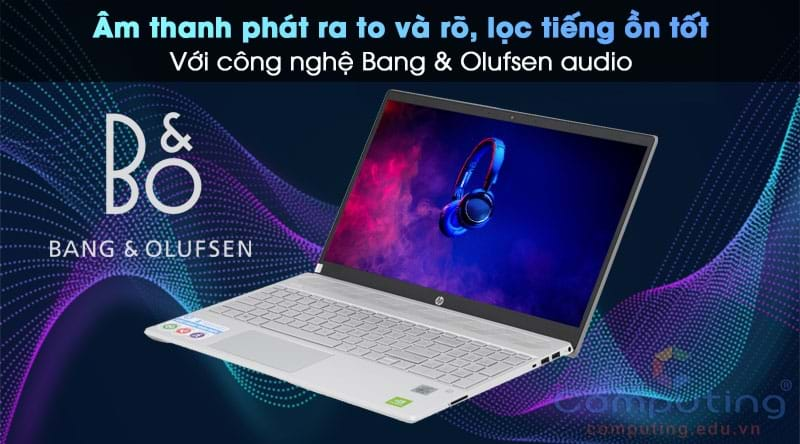 Âm thanh phát ra to và rõ, lọc tiếng ồn tốt
Với công nghệ Bang & Olufsen audio
B&O
BANG & OLUFSEN
hp
Computing®
computing.edu.vn